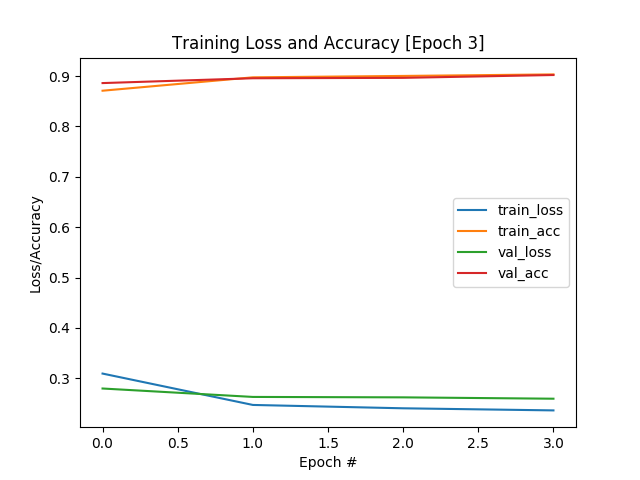 Training Loss and Accuracy [Epoch 3]
Loss/Accuracy
0.9
0.8
0.7
0.6
0.5
0.4
0.3
train_loss
train_acc
val_loss
val_acc
0.0 0.5 1.0 1.5 2.0 2.5 3.0
Epoch #